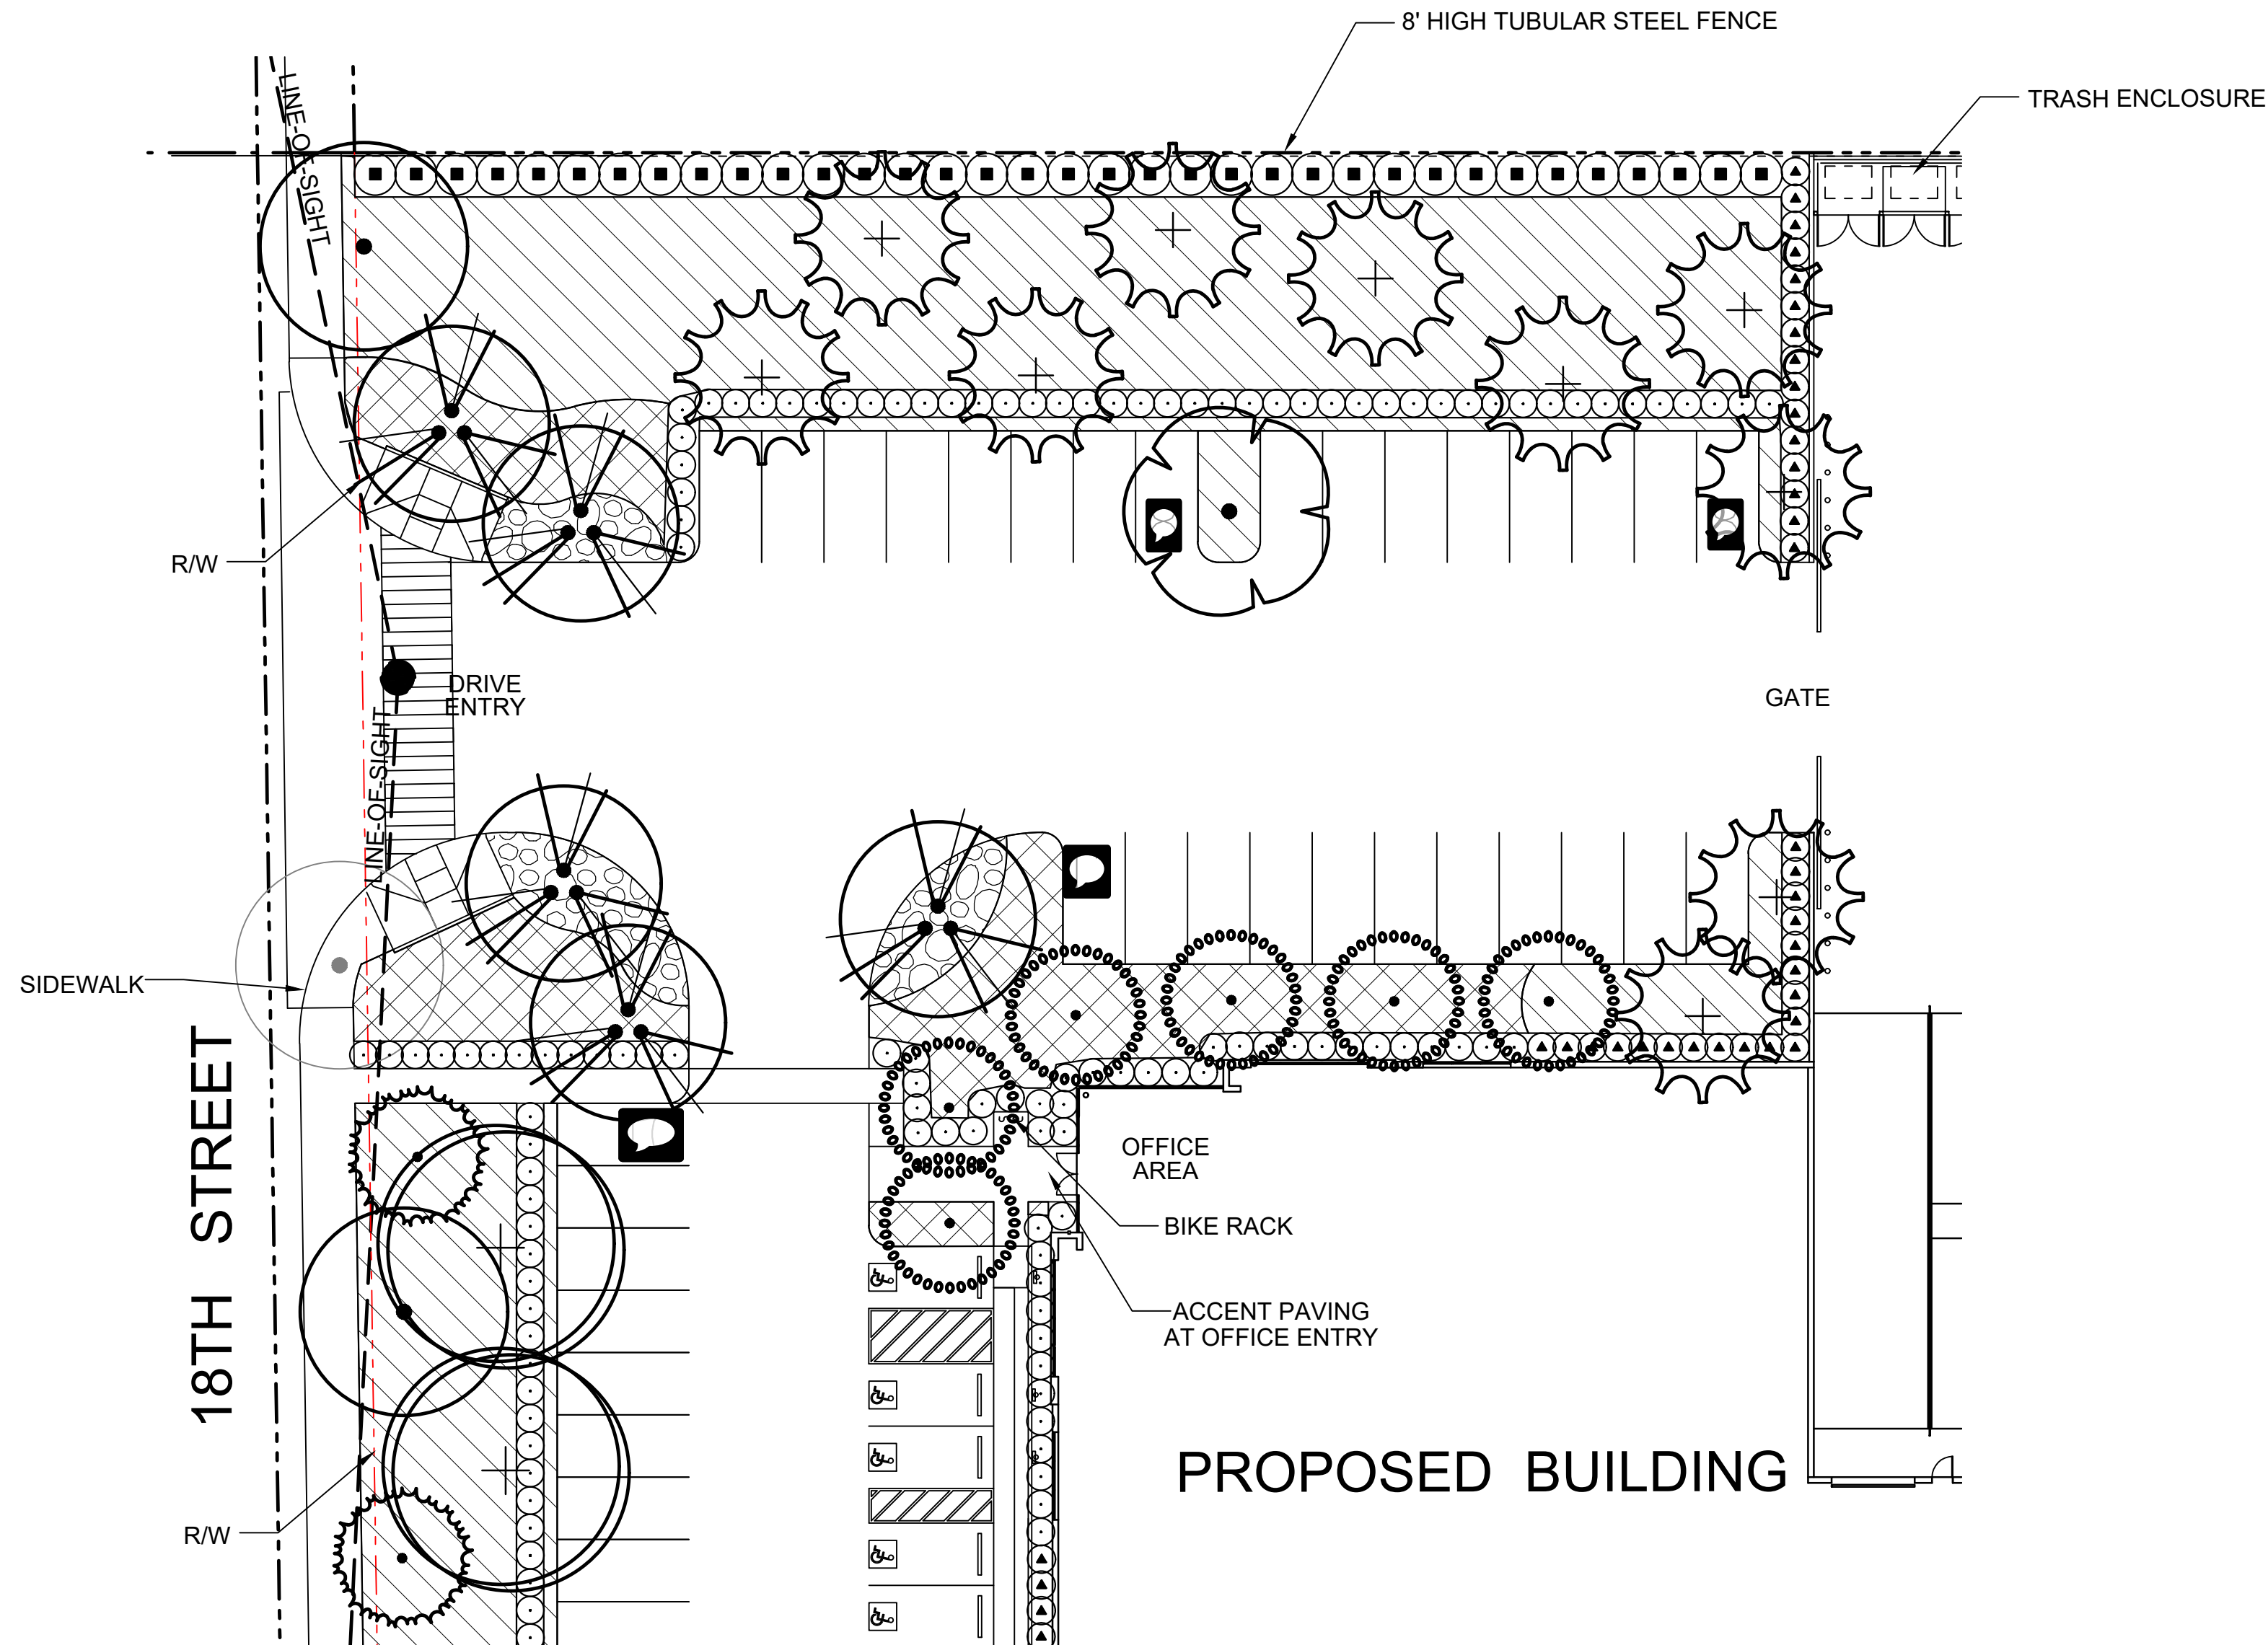 8' HIGH TUBULAR STEEL FENCE
TRASH ENCLOSURE
LINE-OF-SIGHT
R/W
DRIVE
ENTRY
GATE
LINE-OF-SIGHT
SIDEWALK
18TH STREET
OFFICE
AREA
BIKE RACK
ACCENT PAVING
AT OFFICE ENTRY
PROPOSED BUILDING
R/W